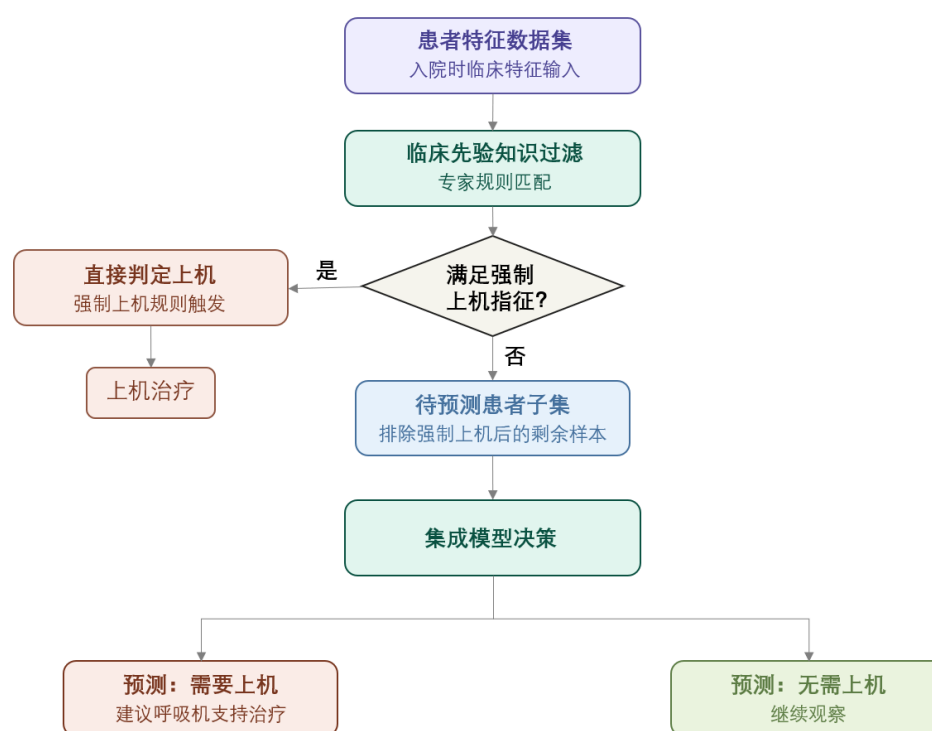 患者特征数据集
入院时临床特征输入
临床先验知识过滤
专家规则匹配
满足强制
上机指征?
是
直接判定上机
强制上机规则触发
上机治疗
否
待预测患者子集
排除强制上机后的剩余样本
集成模型决策
预测：需要上机
建议呼吸机支持治疗
预测：无需上机
继续观察